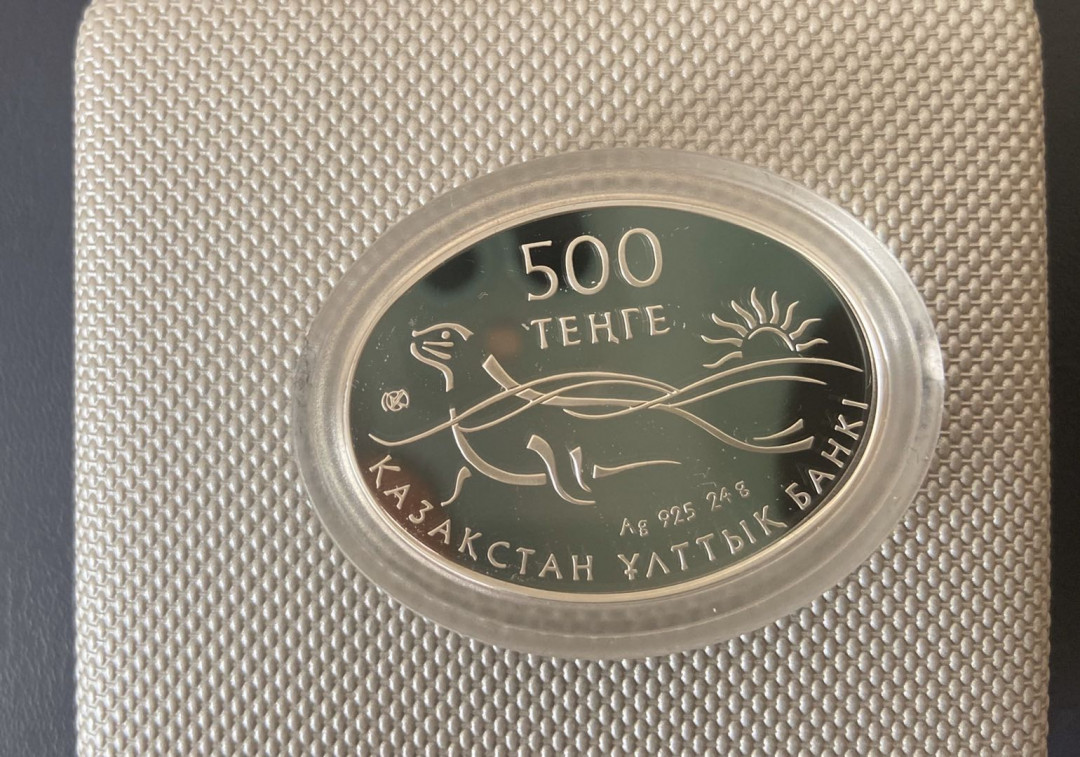 500
ТЕҢГЕ
Ag 925 24 g
ҚАЗАҚСТАН ҰЛТТЫҚ БАНКІ